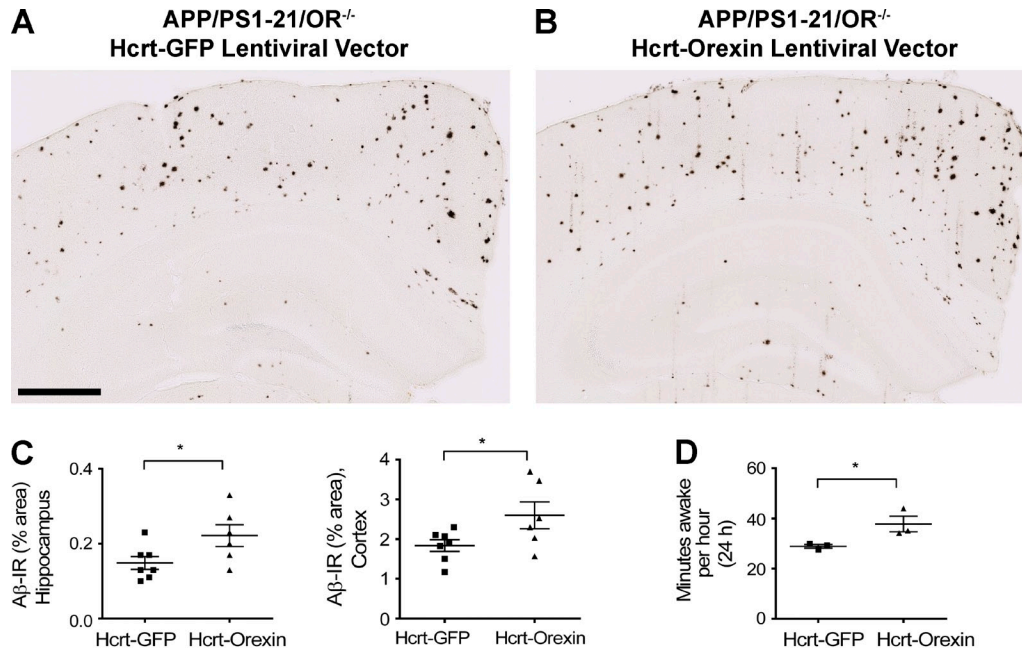 A
APP/PS1-21/OR-/-
Hcrt-GFP Lentiviral Vector
B
APP/PS1-21/OR-/-
Hcrt-Orexin Lentiviral Vector
C
Aβ-IR (% area)
Hippocampus
0.4
0.2
0.0
*
Hcrt-GFP
Hcrt-Orexin
Aβ-IR (% area),
Cortex
4
3
2
1
0
*
Hcrt-GFP
Hcrt-Orexin
D
Minutes awake
per hour
(24 h)
60
40
20
0
*
Hcrt-GFP
Hcrt-Orexin